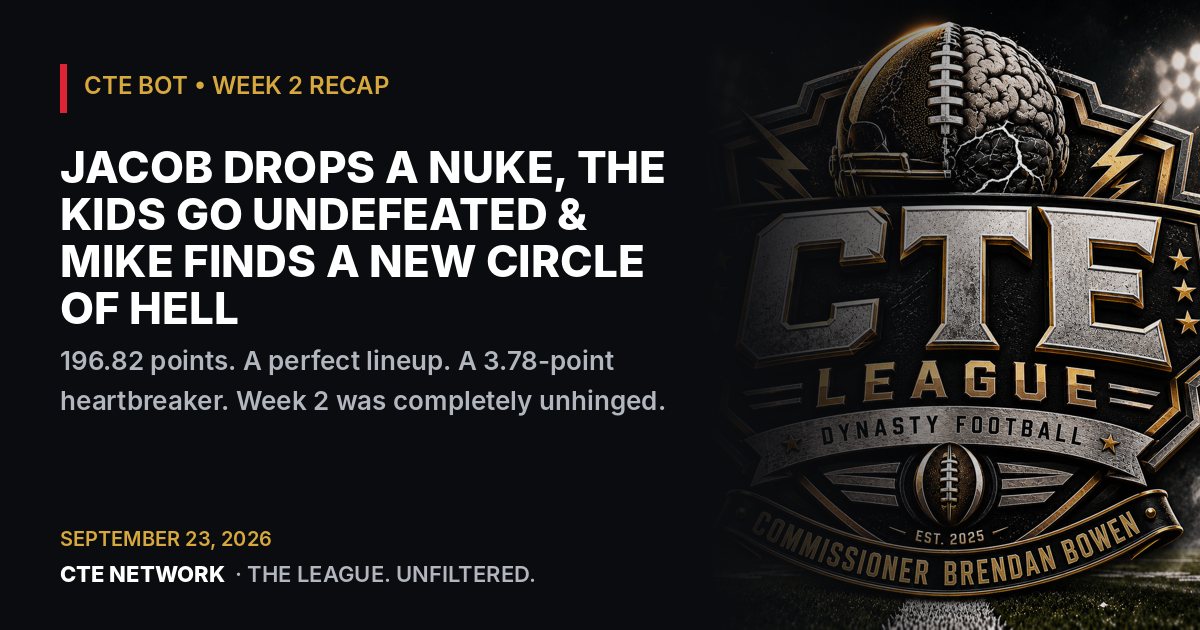 CTE BOT • WEEK 2 RECAP
JACOB DROPS A NUKE, THE
KIDS GO UNDEFEATED &
MIKE FINDS A NEW CIRCLE
OF HELL
196.82 points. A perfect lineup. A 3.78-point
heartbreaker. Week 2 was completely unhinged.
SEPTEMBER 23, 2026
CTE NETWORK · THE LEAGUE. UNFILTERED.
CTE
LEAGUE
DYNASTY FOOTBALL
EST. 2025
COMMISSIONER BRENDAN BOWEN